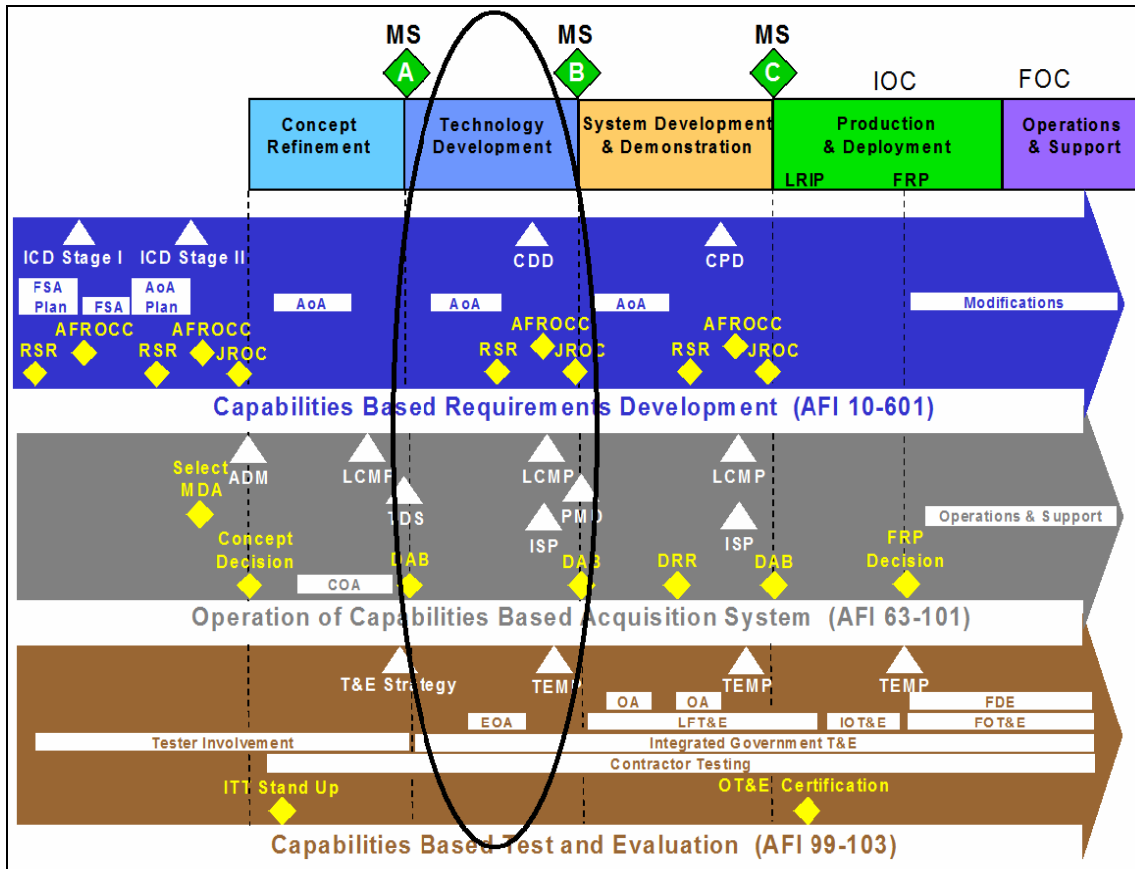 MS MS MS
A B C
IOC FOC
Concept Refinement
Technology Development
System Development & Demonstration
Production & Deployment
LRIP FRP
Operations & Support
ICD Stage I
ICD Stage II
CDD
CPD
FSA Plan
FSA
AoA Plan
AoA
AoA
AoA
Modifications
RSR
AFROCC
RSR
AFROCC
JROC
RSR
AFROCC
JROC
RSR
AFROCC
JROC
Capabilities Based Requirements Development (AFI 10-601)
Select MDA
ADM
LCMP
TDS
LCMP
PMD
LCMP
ISP
ISP
Operations & Support
Concept Decision
COA
DAB
DAB
DRR
DAB
FRP Decision
Operation of Capabilities Based Acquisition System (AFI 63-101)
T&E Strategy
TEMP
TEMP
TEMP
OA
OA
FDE
EOA
LFT&E
IOT&E
FOT&E
Tester Involvement
Integrated Government T&E
Contractor Testing
ITT Stand Up
OT&E Certification
Capabilities Based Test and Evaluation (AFI 99-103)